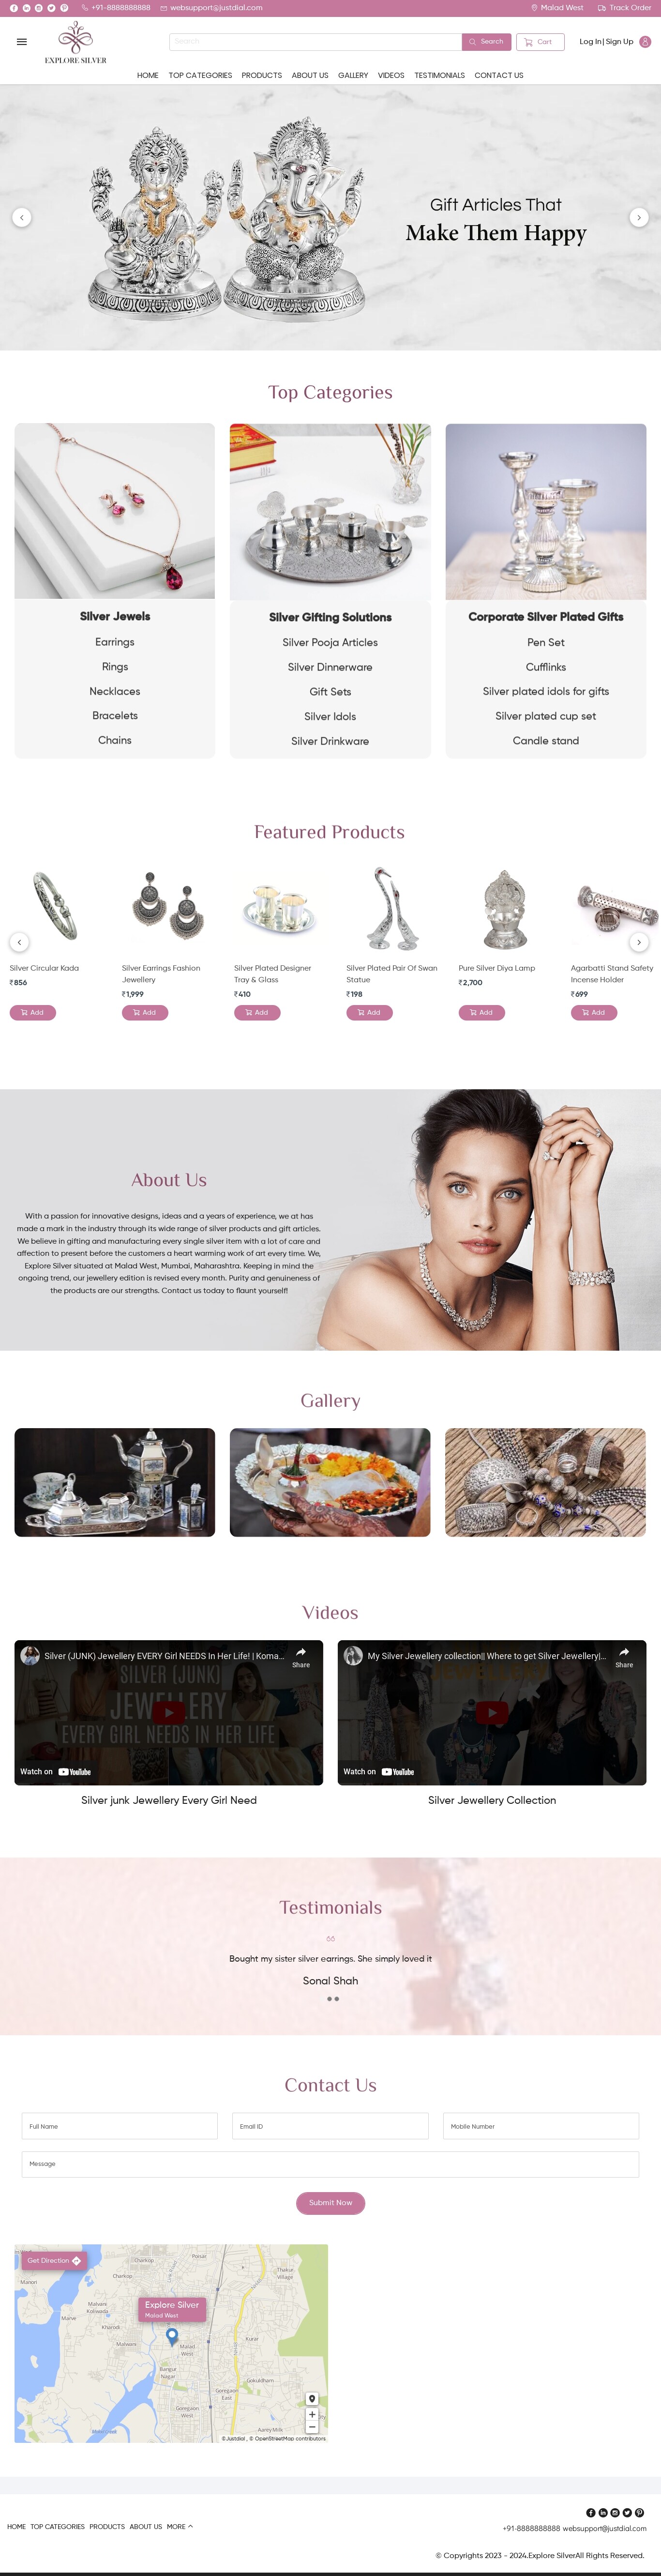 +91-8888888888 websupport@justdial.com Malad West Track Order
EXPLORE SILVER
Search Search Cart Log In | Sign Up
HOME TOP CATEGORIES PRODUCTS ABOUT US GALLERY VIDEOS TESTIMONIALS CONTACT US
Gift Articles That
Make Them Happy
Top Categories
Silver Jewels
Earrings
Rings
Necklaces
Bracelets
Chains
Silver Gifting Solutions
Silver Pooja Articles
Silver Dinnerware
Gift Sets
Silver Idols
Silver Drinkware
Corporate Silver Plated Gifts
Pen Set
Cufflinks
Silver plated idols for gifts
Silver plated cup set
Candle stand
Featured Products
Silver Circular Kada
₹856
Add
Silver Earrings Fashion
Jewellery
₹1,999
Add
Silver Plated Designer
Tray & Glass
₹410
Add
Silver Plated Pair Of Swan
Statue
₹198
Add
Pure Silver Diya Lamp
₹2,700
Add
Agarbatti Stand Safety
Incense Holder
₹699
Add
About Us
With a passion for innovative designs, ideas and a years of experience, we at has
made a mark in the industry through its wide range of silver products and gift articles.
We believe in gifting and manufacturing every single silver item with a lot of care and
affection to present before the customers a heart warming work of art every time. We,
Explore Silver situated at Malad West, Mumbai, Maharashtra. Keeping in mind the
ongoing trend, our jewellery edition is revised every month. Purity and genuineness of
the products are our strengths. Contact us today to flaunt yourself!
Gallery
Videos
Silver (JUNK) Jewellery EVERY Girl NEEDS In Her Life! | Koma...
Share
SILVER (JUNK)
JEWELLERY
EVERY GIRL NEEDS IN HER LIFE
Watch on YouTube
Silver junk Jewellery Every Girl Need
My Silver Jewellery collection|| Where to get Silver Jewellery|...
Share
Watch on YouTube
Silver Jewellery Collection
Testimonials
Bought my sister silver earrings. She simply loved it
Sonal Shah
Contact Us
Full Name Email ID Mobile Number
Message
Submit Now
Get Direction
Charkop
Charkop
Poisar
Thakur
Village
Manori
Malvani
Koliwada
Marve
Kharodi
Malwani
Explore Silver
Malad West
Malad
West
Kurar
Bangur
Nagar
Gokuldham
Goregaon
East
Goregaon
West
Aarey Milk
©Justdial , © OpenStreetMap contributors
HOME TOP CATEGORIES PRODUCTS ABOUT US MORE
+91-8888888888 websupport@justdial.com
© Copyrights 2023 - 2024.Explore SilverAll Rights Reserved.